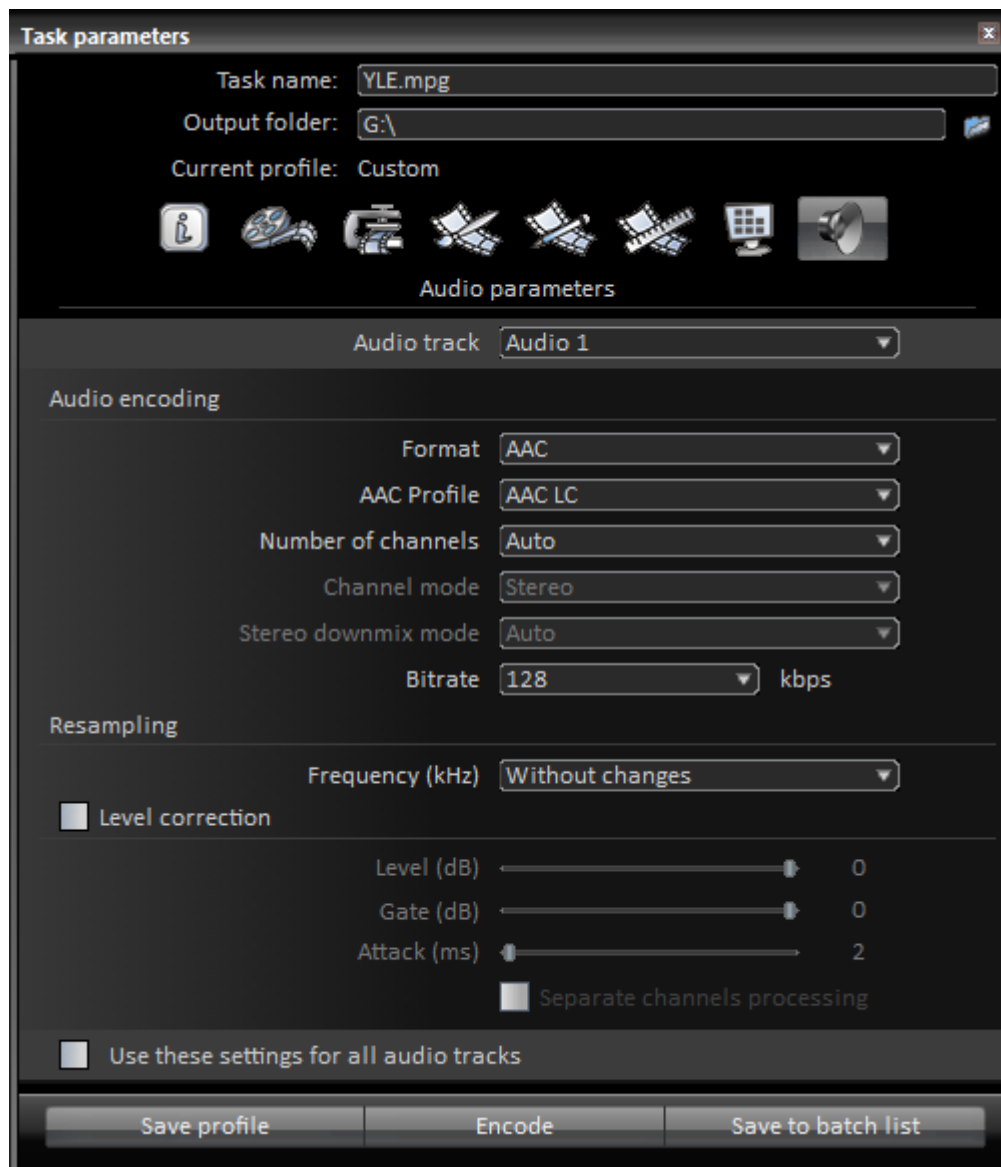 Task parameters
Task name: YLE.mpg
Output folder: G:\
Current profile: Custom
Audio parameters
Audio track Audio 1
Audio encoding
Format AAC
AAC Profile AAC LC
Number of channels Auto
Channel mode Stereo
Stereo downmix mode Auto
Bitrate 128 kbps
Resampling
Frequency (kHz) Without changes
Level correction
Level (dB) 0
Gate (dB) 0
Attack (ms) 2
Separate channels processing
Use these settings for all audio tracks
Save profile Encode Save to batch list